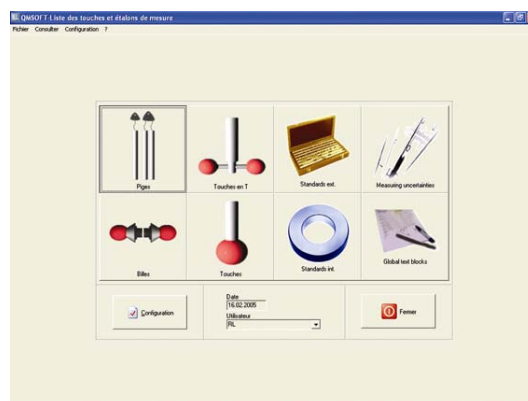 QMSOFT-Liste des touches et étalons de mesure
Fichier Consulter Configuration ?
Piges
Touches en T
Standards ext.
Measuring uncertainties
Billes
Touches
Standards int.
Global text blocks
Configuration
Date
16.02.2005
Utilisateur
RL
Fermer